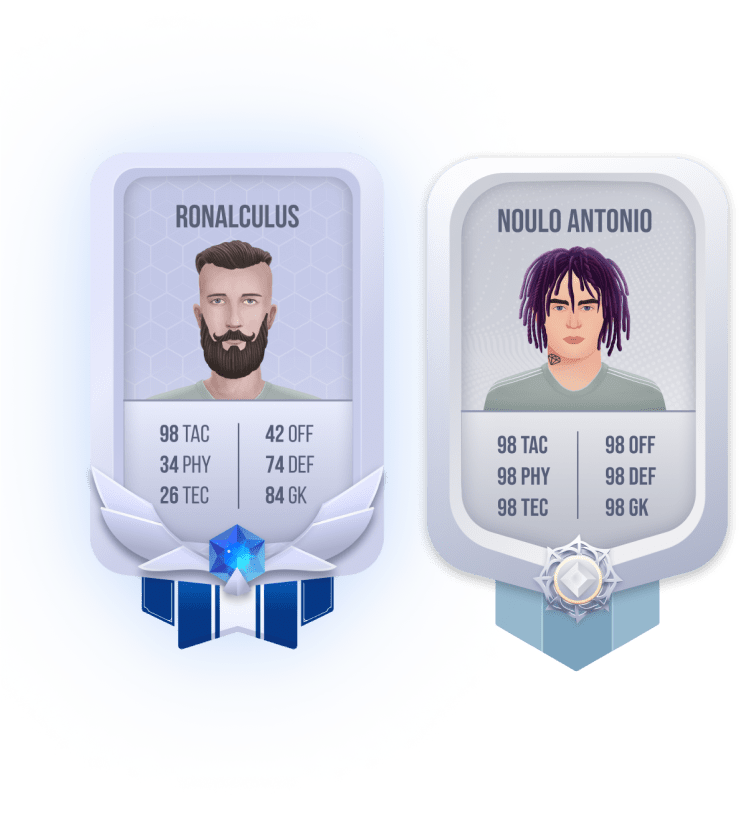 RONALCULUS
98 TAC 42 OFF
34 PHY 74 DEF
26 TEC 84 GK
NOULO ANTONIO
98 TAC 98 OFF
98 PHY 98 DEF
98 TEC 98 GK